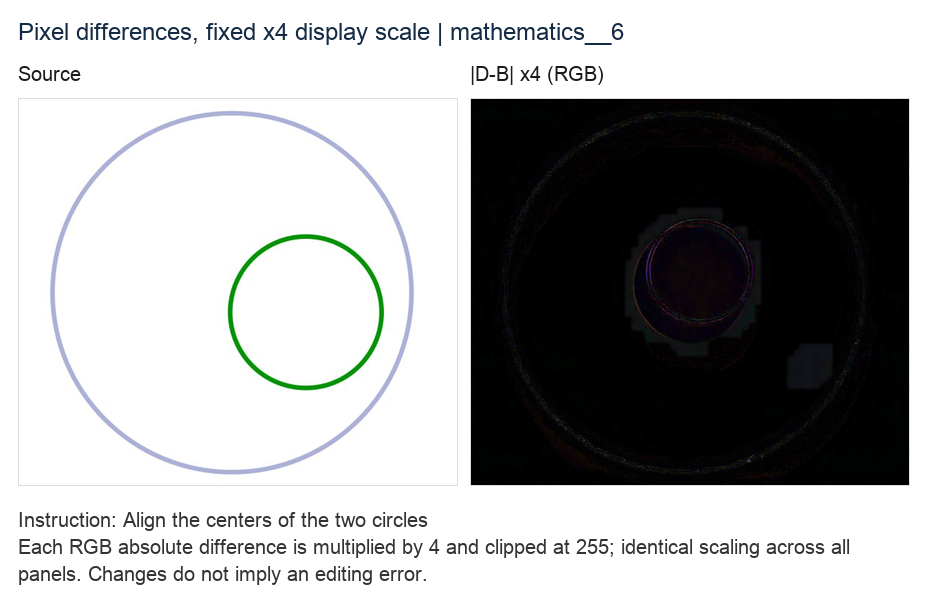 Pixel differences, fixed x4 display scale | mathematics__6
Source
|D-B| x4 (RGB)
Instruction: Align the centers of the two circles
Each RGB absolute difference is multiplied by 4 and clipped at 255; identical scaling across all
panels. Changes do not imply an editing error.